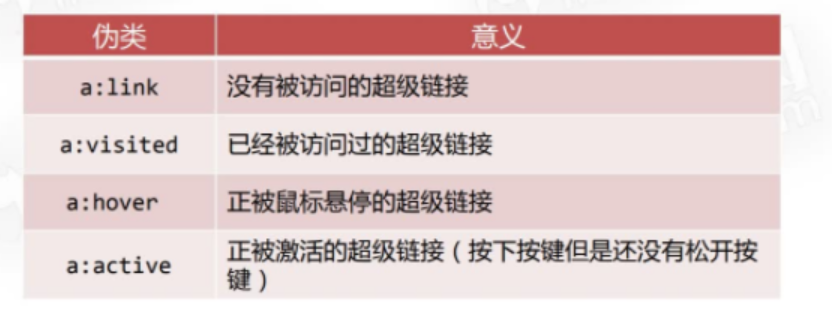 伪类 意义
a:link 没有被访问的超级链接
a:visited 已经被访问过的超级链接
a:hover 正被鼠标悬停的超级链接
a:active 正被激活的超级链接（按下按键但是还没有松开按
键）